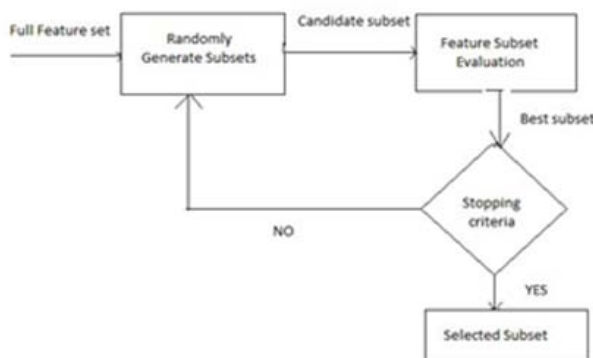 Full Feature set
Randomly
Generate Subsets
Candidate subset
Feature Subset
Evaluation
Best subset
Stopping
criteria
NO
YES
Selected Subset